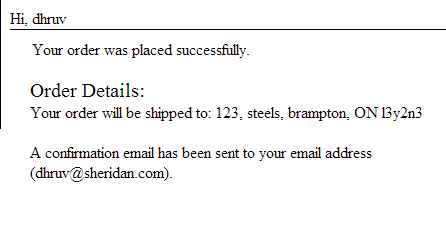 Hi, dhruv
Your order was placed successfully.
Order Details:
Your order will be shipped to: 123, steels, brampton, ON l3y2n3
A confirmation email has been sent to your email address
(dhruv@sheridan.com).